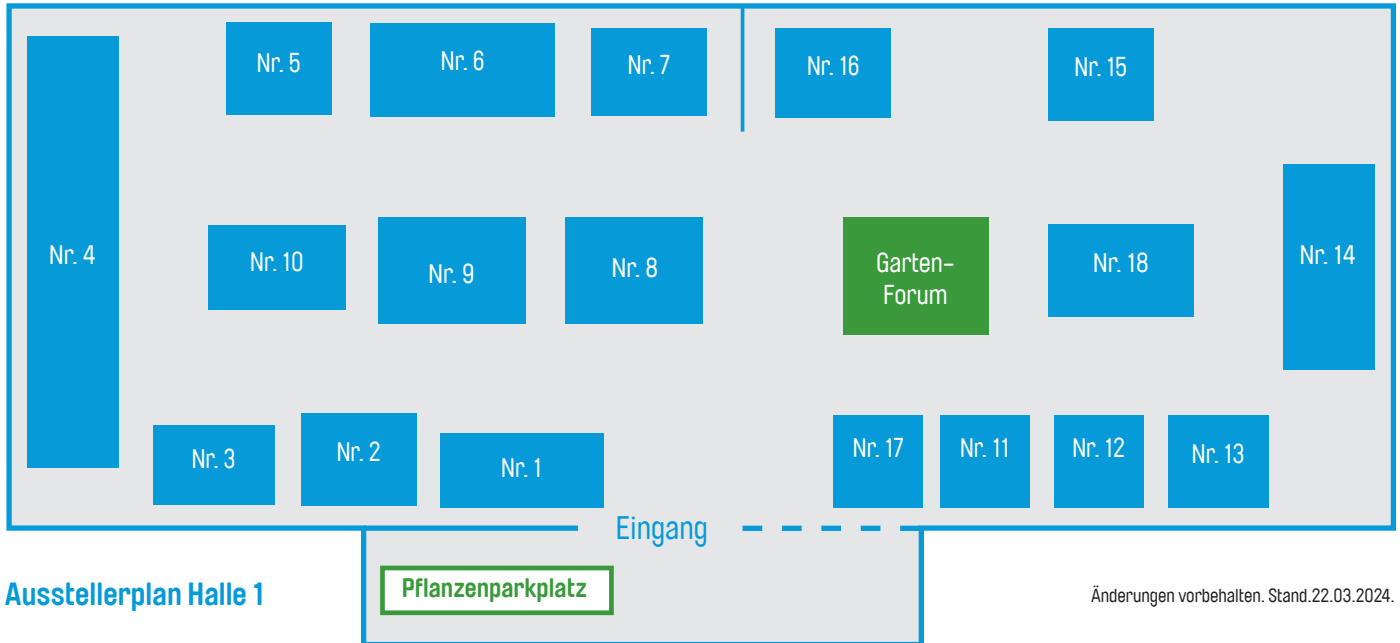 Nr. 5
Nr. 6
Nr. 7
Nr. 16
Nr. 15
Nr. 4
Nr. 10
Nr. 9
Nr. 8
Garten-
Forum
Nr. 18
Nr. 14
Nr. 3
Nr. 2
Nr. 1
Nr. 17
Nr. 11
Nr. 12
Nr. 13
Eingang
Ausstellerplan Halle 1
Pflanzenparkplatz
Änderungen vorbehalten. Stand.22.03.2024.